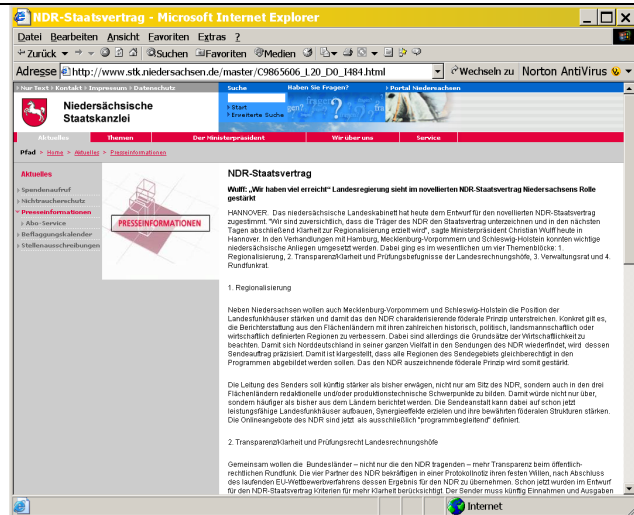 NDR-Staatsvertrag - Microsoft Internet Explorer
Datei Bearbeiten Ansicht Favoriten Extras ?
Zurück Suchen Favoriten Medien
Adresse http://www.stk.niedersachsen.de/master/C9865606_L20_D0_I484.html Wechseln zu Norton AntiVirus
Nur Text Kontakt Impressum Datenschutz Suche Haben Sie Fragen? Portal Niedersachsen
Niedersächsische
Staatskanzlei
Start
Erweiterte Suche
Aktuelles Themen Der Ministerpräsident Wir über uns Service
Pfad > Home > Aktuelles > Presseinformationen
Aktuelles
Spendenaufruf
Nichtraucherschutz
Presseinformationen
Abo-Service
Beflaggungskalender
Stellenausschreibungen
PRESSEINFORMATIONEN
NDR-Staatsvertrag
Wulff: „Wir haben viel erreicht“ Landesregierung sieht im novellierten NDR-Staatsvertrag Niedersachsens Rolle
gestärkt
HANNOVER. Das niedersächsische Landeskabinett hat heute dem Entwurf für den novellierten NDR-Staatsvertrag
zugestimmt. "Wir sind zuversichtlich, dass die Träger des NDR den Staatsvertrag unterzeichnen und in den nächsten
Tagen abschließend Klarheit zur Regionalisierung erzielt wird", sagte Ministerpräsident Christian Wulff heute in
Hannover. In den Verhandlungen mit Hamburg, Mecklenburg-Vorpommern und Schleswig-Holstein konnten wichtige
niedersächsische Anliegen umgesetzt werden. Dabei ging es im wesentlichen um vier Themenblöcke: 1.
Regionalisierung, 2. Transparenz/Klarheit und Prüfungsbefugnisse der Landesrechnungshöfe, 3. Verwaltungsrat und 4.
Rundfunkrat.
1. Regionalisierung
Neben Niedersachsen wollen auch Mecklenburg-Vorpommern und Schleswig-Holstein die Position der
Landesfunkhäuser stärken und damit das den NDR charakterisierende föderale Prinzip unterstreichen. Konkret gilt es,
die Berichterstattung aus den Flächenländern mit ihren zahlreichen historisch, politisch, landsmannschaftlich oder
wirtschaftlich definierten Regionen zu verbessern. Dabei sind allerdings die Grundsätze der Wirtschaftlichkeit zu
beachten. Damit sich Norddeutschland in seiner ganzen Vielfalt in den Sendungen des NDR wiederfindet, wird dessen
Sendeauftrag präzisiert. Damit ist klargestellt, dass alle Regionen des Sendegebiets gleichberechtigt in den
Programmen abgebildet werden sollen. Das den NDR auszeichnende föderale Prinzip wird somit gestärkt.
Die Leitung des Senders soll künftig stärker als bisher erwägen, nicht nur am Sitz des NDR, sondern auch in den drei
Flächenländern redaktionelle und/oder produktionstechnische Schwerpunkte zu bilden. Damit würde nicht nur über,
sondern häufiger als bisher aus dem Ländern berichtet werden. Die Sendeanstalt kann dabei auf schon jetzt
leistungsfähige Landesfunkhäuser aufbauen, Synergieeffekte erzielen und ihre bewährten föderalen Strukturen stärken.
Die Onlineangebote des NDR sind jetzt als ausschließlich "programmbegleitend" definiert.
2. Transparenz/Klarheit und Prüfungsrecht Landesrechnungshöfe
Gemeinsam wollen die Bundesländer – nicht nur die den NDR tragenden – mehr Transparenz beim öffentlich-
rechtlichen Rundfunk. Die vier Partner des NDR bekräftigen in einer Protokollnotiz ihren festen Willen, nach Abschluss
des laufenden EU-Wettbewerbverfahrens dessen Ergebnis für den NDR zu übernehmen. Schon jetzt wurden im Entwurf
für den NDR-Staatsvertrag Kriterien für mehr Klarheit berücksichtigt. Der Sender muss künftig Einnahmen und Ausgaben
Internet